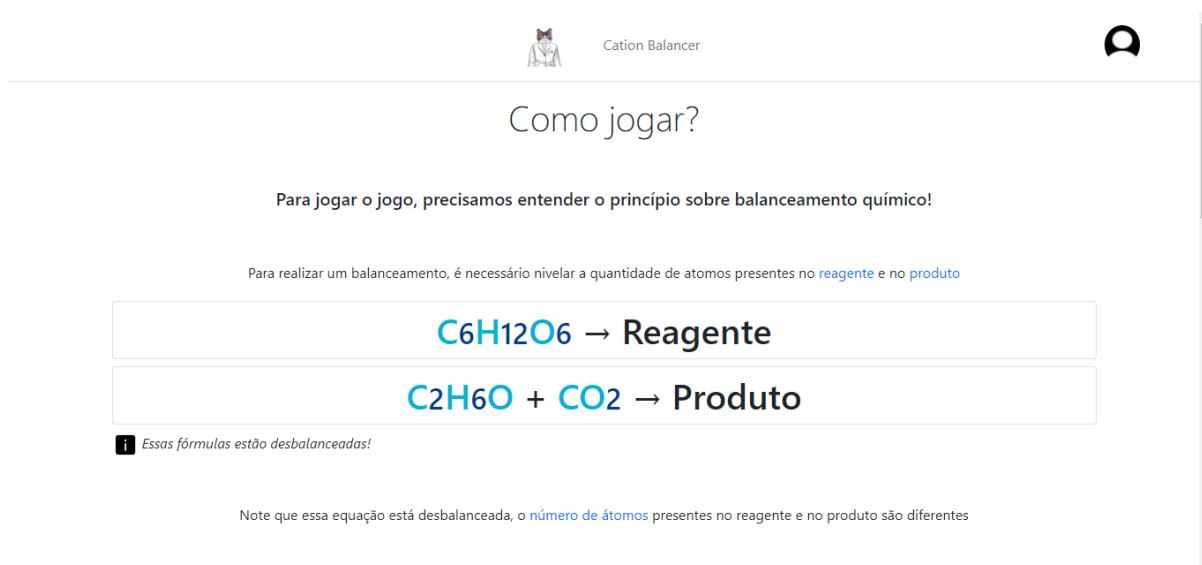 Cation Balancer
Como jogar?
Para jogar o jogo, precisamos entender o princípio sobre balanceamento químico!
Para realizar um balanceamento, é necessário nivelar a quantidade de atomos presentes no reagente e no produto
C6H12O6 → Reagente
C2H6O + CO2 → Produto
i Essas fórmulas estão desbalanceadas!
Note que essa equação está desbalanceada, o número de átomos presentes no reagente e no produto são diferentes